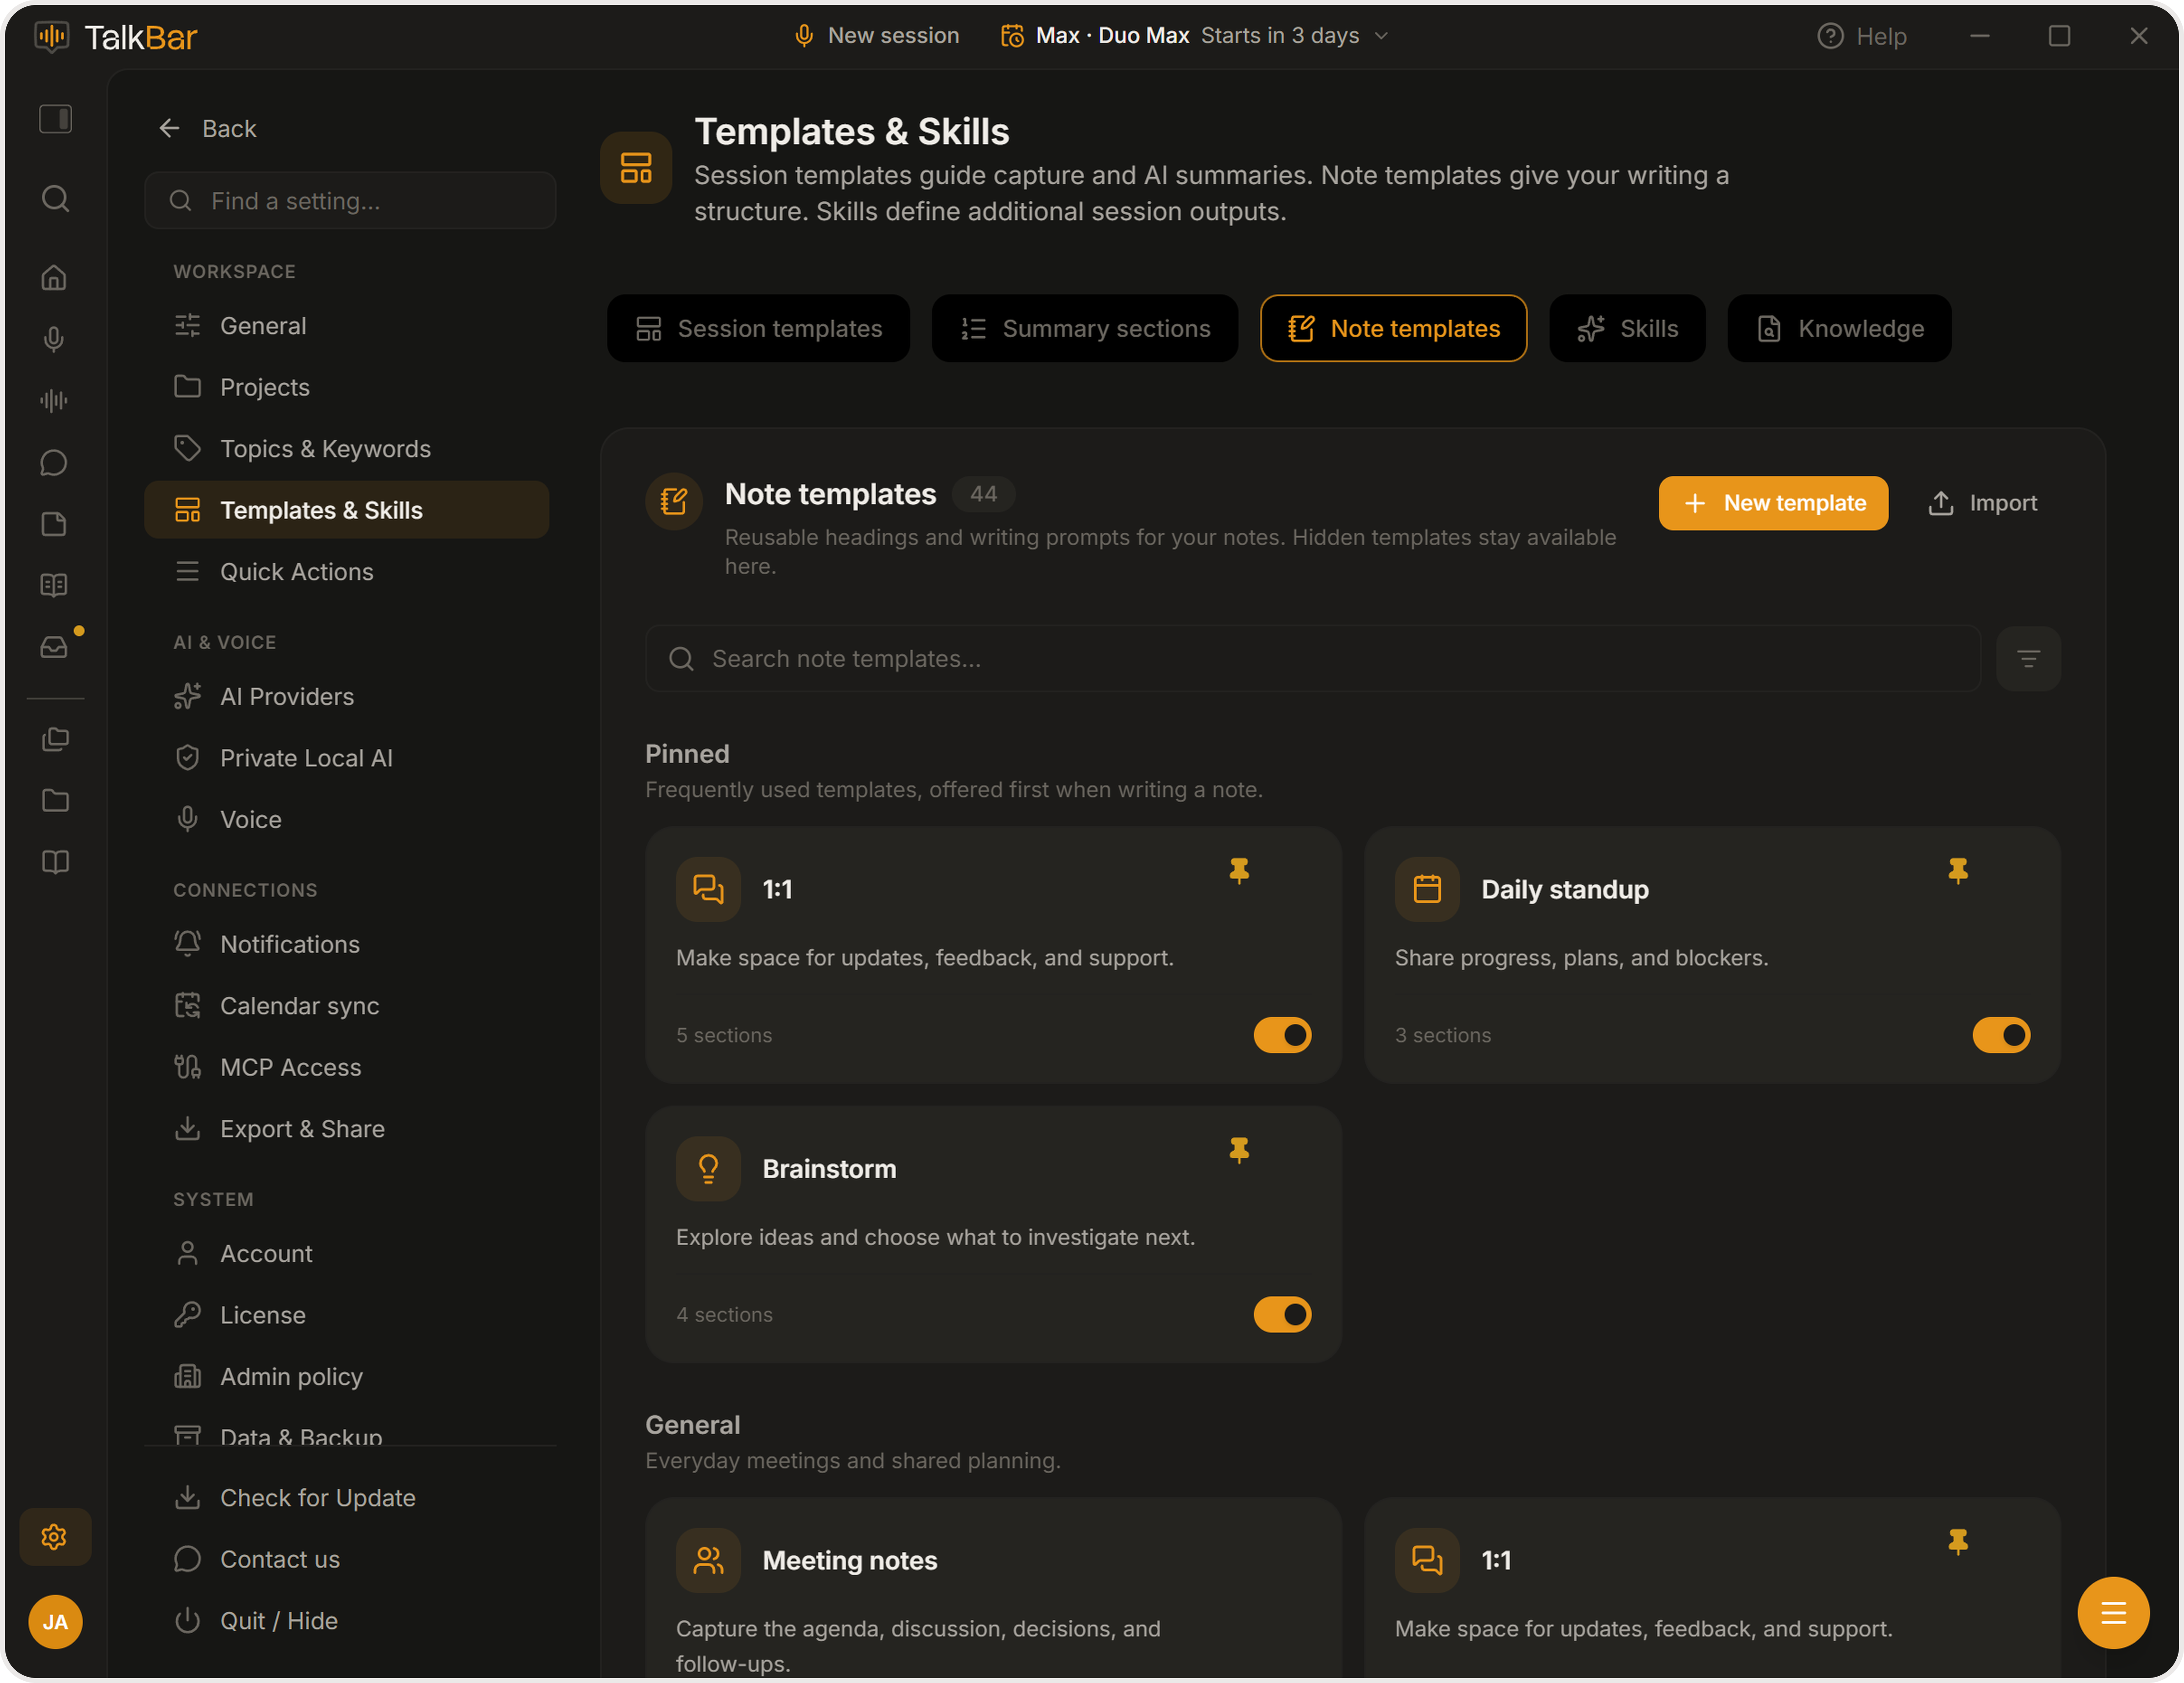 TalkBar
New session
Max · Duo Max Starts in 3 days
Help
Back
Find a setting...
WORKSPACE
General
Projects
Topics & Keywords
Templates & Skills
Quick Actions
AI & VOICE
AI Providers
Private Local AI
Voice
CONNECTIONS
Notifications
Calendar sync
MCP Access
Export & Share
SYSTEM
Account
License
Admin policy
Data & Backup
Check for Update
Contact us
Quit / Hide
JA
Templates & Skills
Session templates guide capture and AI summaries. Note templates give your writing a
structure. Skills define additional session outputs.
Session templates
Summary sections
Note templates
Skills
Knowledge
Note templates 44
Reusable headings and writing prompts for your notes. Hidden templates stay available
here.
New template
Import
Search note templates...
Pinned
Frequently used templates, offered first when writing a note.
1:1
Make space for updates, feedback, and support.
5 sections
Daily standup
Share progress, plans, and blockers.
3 sections
Brainstorm
Explore ideas and choose what to investigate next.
4 sections
General
Everyday meetings and shared planning.
Meeting notes
Capture the agenda, discussion, decisions, and
follow-ups.
1:1
Make space for updates, feedback, and support.